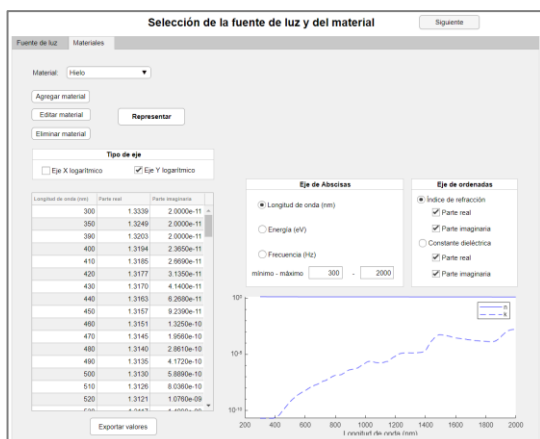 Selección de la fuente de luz y del material
Siguiente
Fuente de luz
Materiales
Material:
Hielo
Agregar material
Editar material
Eliminar material
Representar
Tipo de eje
Eje X logarítmico
Eje Y logarítmico
Longitud de onda (nm) Parte real Parte imaginaria
300 1.3339 2.0000e-11
350 1.3249 2.0000e-11
390 1.3203 2.0000e-11
400 1.3194 2.3650e-11
410 1.3185 2.6690e-11
420 1.3177 3.1350e-11
430 1.3170 4.1400e-11
440 1.3163 6.2680e-11
450 1.3157 9.2390e-11
460 1.3151 1.3250e-10
470 1.3145 1.9560e-10
480 1.3140 2.8610e-10
490 1.3135 4.1720e-10
500 1.3130 5.8890e-10
510 1.3126 8.0360e-10
520 1.3121 1.0760e-09
Exportar valores
Eje de Abscisas
Longitud de onda (nm)
Energía (eV)
Frecuencia (Hz)
mínimo - máximo 300 - 2000
Eje de ordenadas
Índice de refracción
Parte real
Parte imaginaria
Constante dieléctrica
Parte real
Parte imaginaria
10⁰
10⁻⁵
10⁻¹⁰
n
k
200 400 600 800 1000 1200 1400 1600 1800 2000
Longitud de onda (nm)